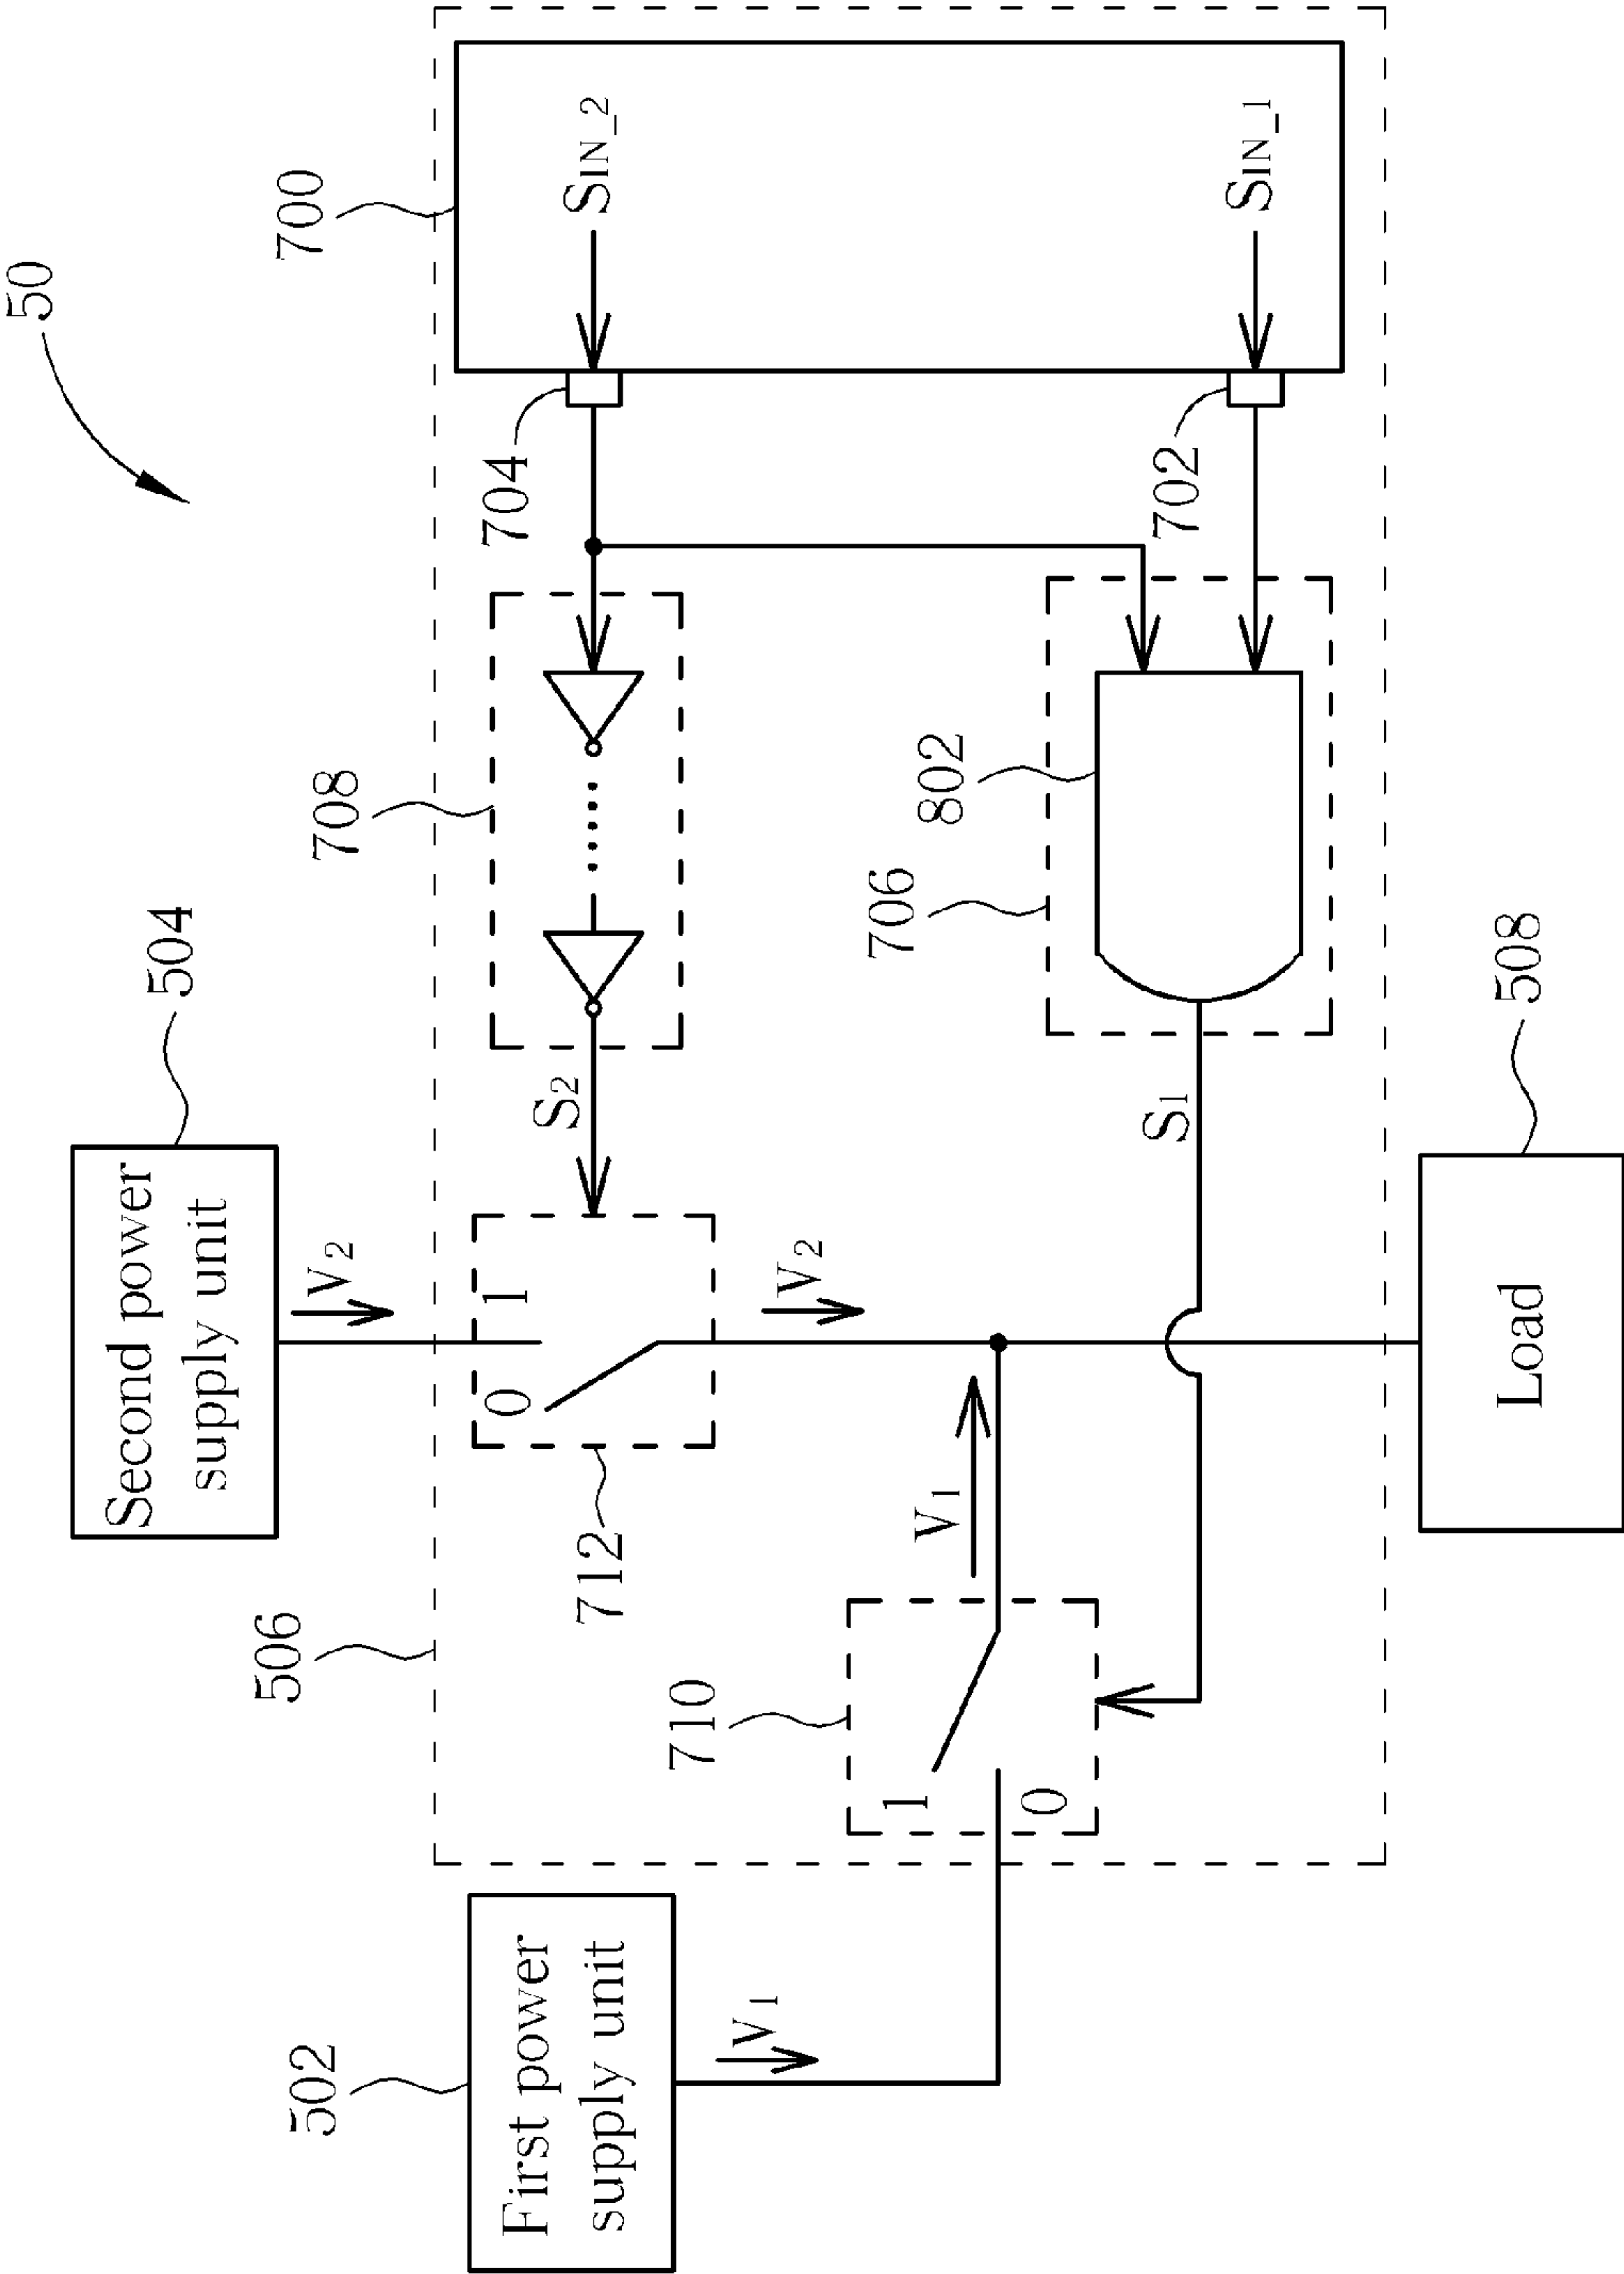 50
First power
supply unit
502
V1
Second power
supply unit
504
V2
506
712
0
1
V2
710
1
0
V1
S2
708
704
700
SIN_2
SIN_1
702
706
802
S1
Load
508